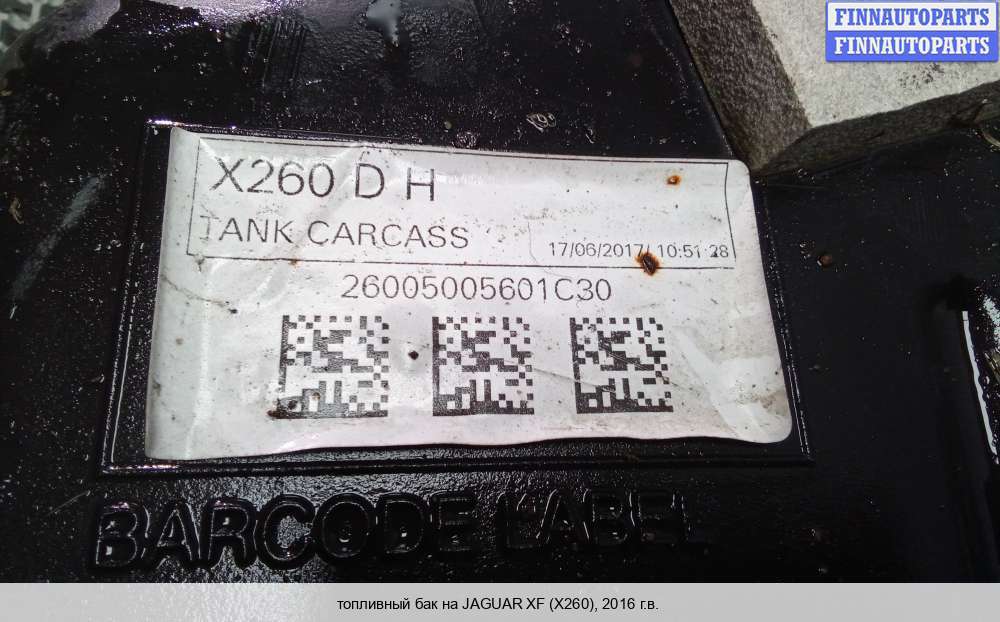 FINNAUTOPARTS
FINNAUTOPARTS
X260 D H
TANK CARCASS
17/06/2017/ 10:51:28
26005005601C30
BARCODE LABEL
топливный бак на JAGUAR XF (X260), 2016 г.в.